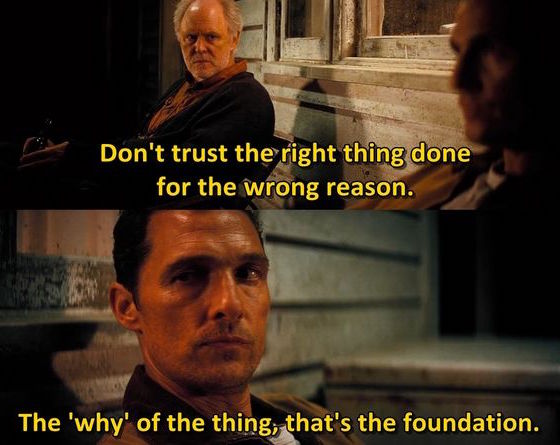 Don't trust the right thing done
for the wrong reason.
The 'why' of the thing, that's the foundation.